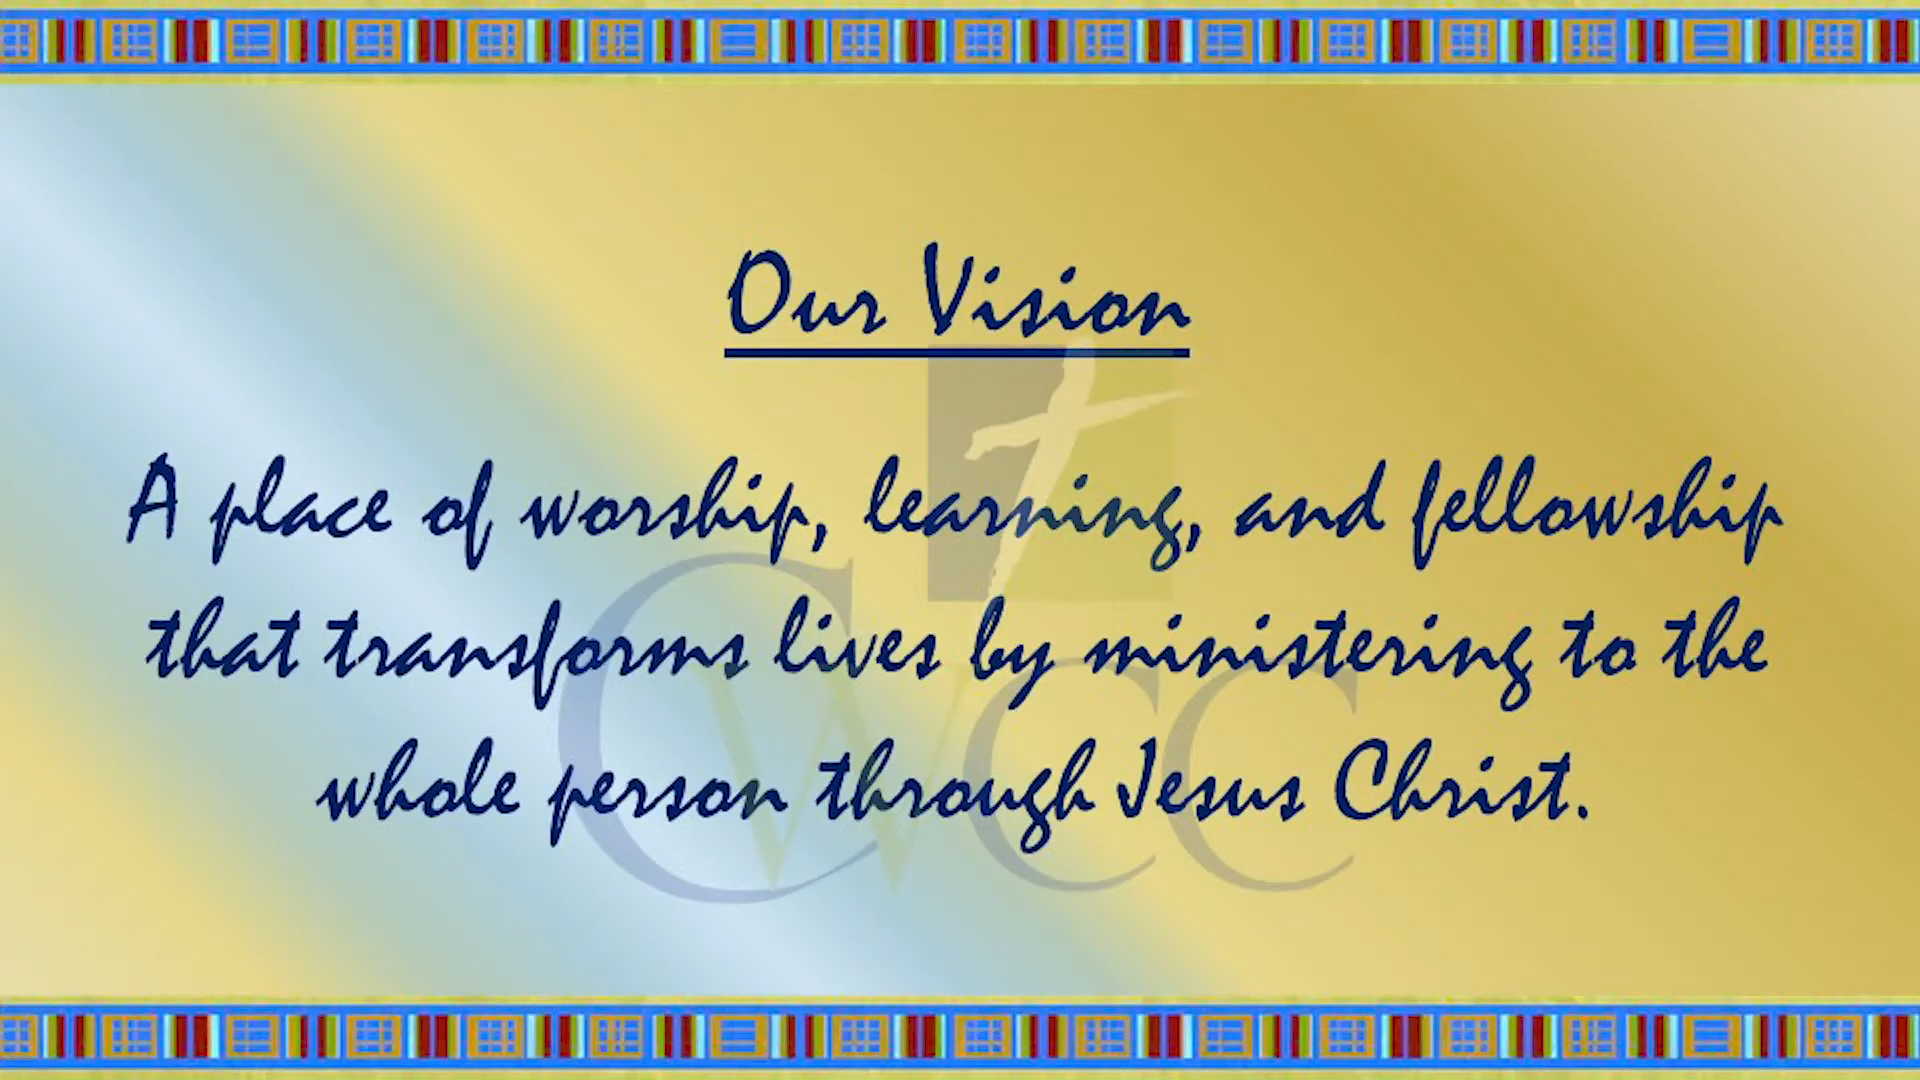 Our Vision
A place of worship, learning, and fellowship
that transforms lives by ministering to the
whole person through Jesus Christ.
CWCC